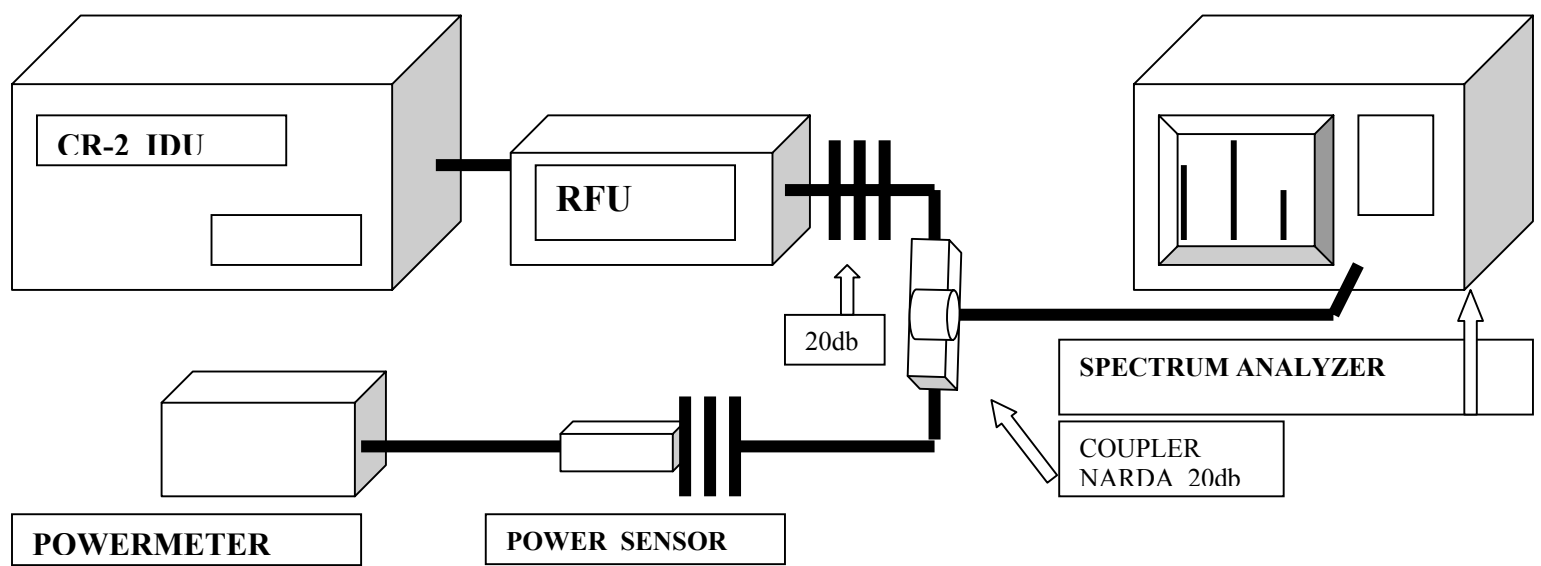 CR-2 IDU
RFU
20db
SPECTRUM ANALYZER
COUPLER
NARDA 20db
POWERMETER
POWER SENSOR